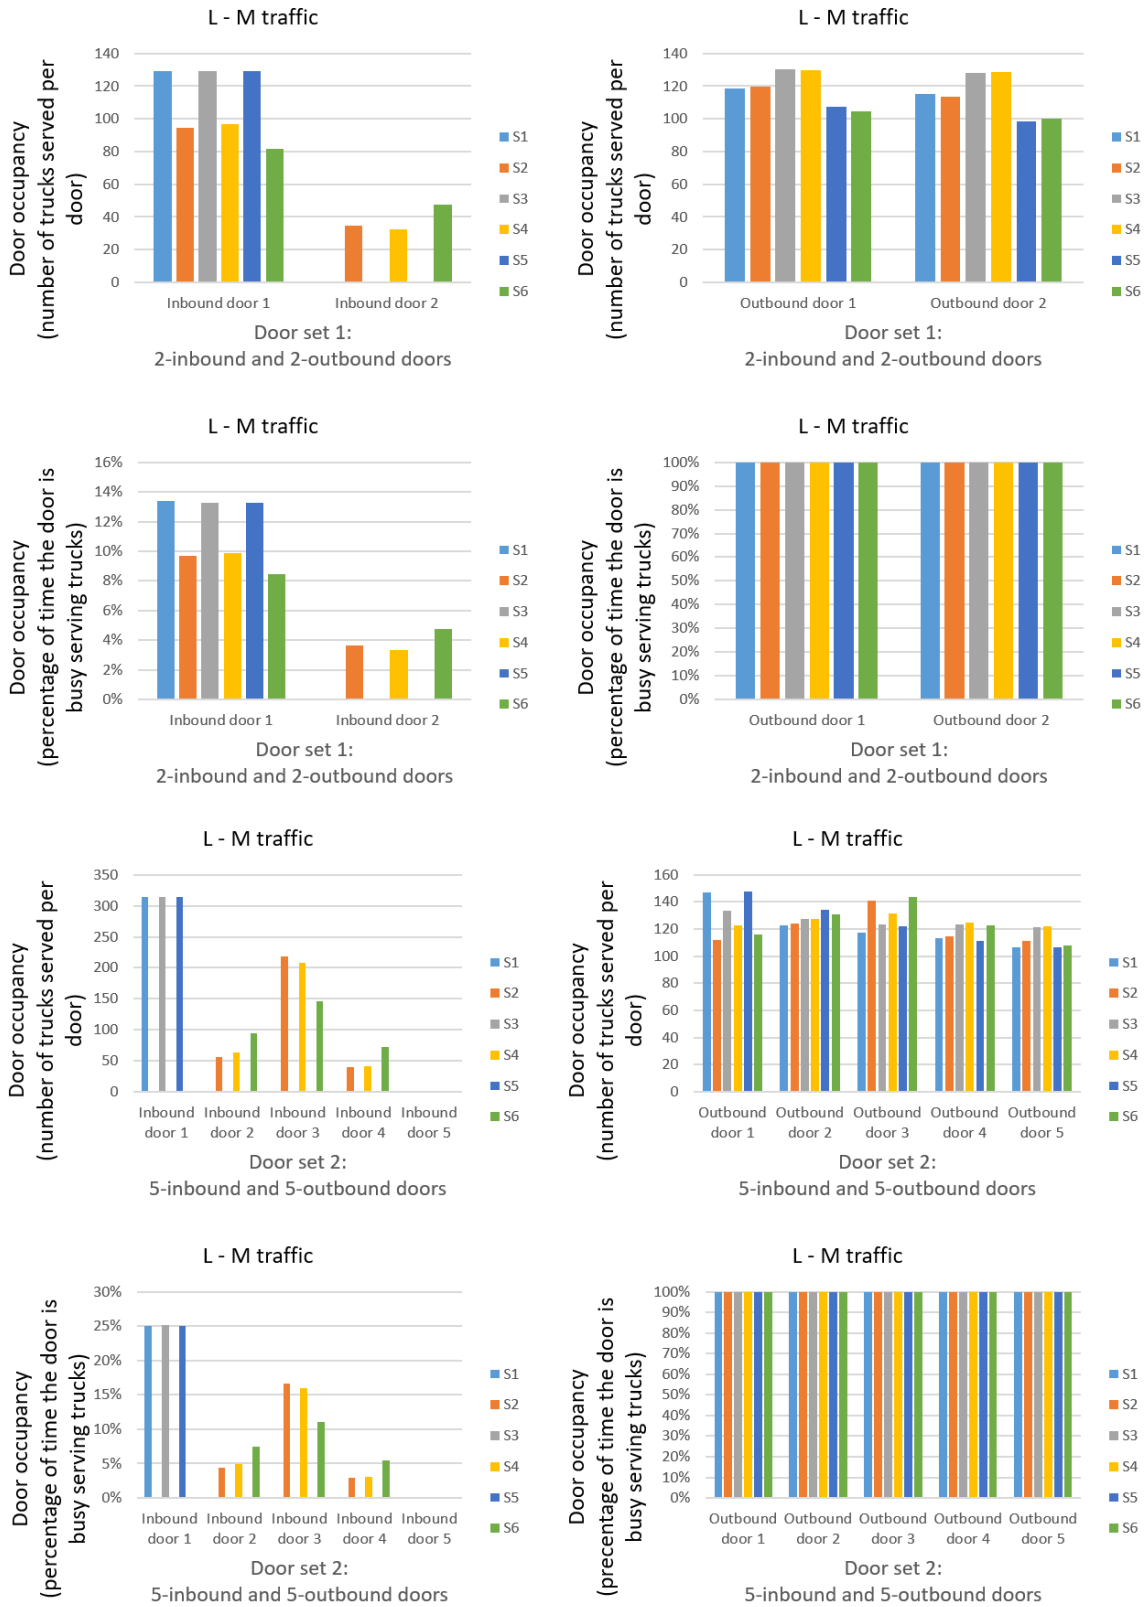 L - M traffic
Door occupancy
(number of trucks served per
door)
140
120
100
80
60
40
20
0
Inbound door 1
Inbound door 2
Door set 1:
2-inbound and 2-outbound doors
S1
S2
S3
S4
S5
S6
L - M traffic
Door occupancy
(number of trucks served per
door)
140
120
100
80
60
40
20
0
Outbound door 1
Outbound door 2
Door set 1:
2-inbound and 2-outbound doors
S1
S2
S3
S4
S5
S6
L - M traffic
Door occupancy
(percentage of time the door is
busy serving trucks)
16%
14%
12%
10%
8%
6%
4%
2%
0%
Inbound door 1
Inbound door 2
Door set 1:
2-inbound and 2-outbound doors
S1
S2
S3
S4
S5
S6
L - M traffic
Door occupancy
(percentage of time the door is
busy serving trucks)
100%
90%
80%
70%
60%
50%
40%
30%
20%
10%
0%
Outbound door 1
Outbound door 2
Door set 1:
2-inbound and 2-outbound doors
S1
S2
S3
S4
S5
S6
L - M traffic
Door occupancy
(number of trucks served per
door)
350
300
250
200
150
100
50
0
Inbound door 1
Inbound door 2
Inbound door 3
Inbound door 4
Inbound door 5
Door set 2:
5-inbound and 5-outbound doors
S1
S2
S3
S4
S5
S6
L - M traffic
Door occupancy
(number of trucks served per
door)
160
140
120
100
80
60
40
20
0
Outbound door 1
Outbound door 2
Outbound door 3
Outbound door 4
Outbound door 5
Door set 2:
5-inbound and 5-outbound doors
S1
S2
S3
S4
S5
S6
L - M traffic
Door occupancy
(percentage of time the door is
busy serving trucks)
30%
25%
20%
15%
10%
5%
0%
Inbound door 1
Inbound door 2
Inbound door 3
Inbound door 4
Inbound door 5
Door set 2:
5-inbound and 5-outbound doors
S1
S2
S3
S4
S5
S6
L - M traffic
Door occupancy
(precentage of time the door is
busy serving trucks)
100%
90%
80%
70%
60%
50%
40%
30%
20%
10%
0%
Outbound door 1
Outbound door 2
Outbound door 3
Outbound door 4
Outbound door 5
Door set 2:
5-inbound and 5-outbound doors
S1
S2
S3
S4
S5
S6